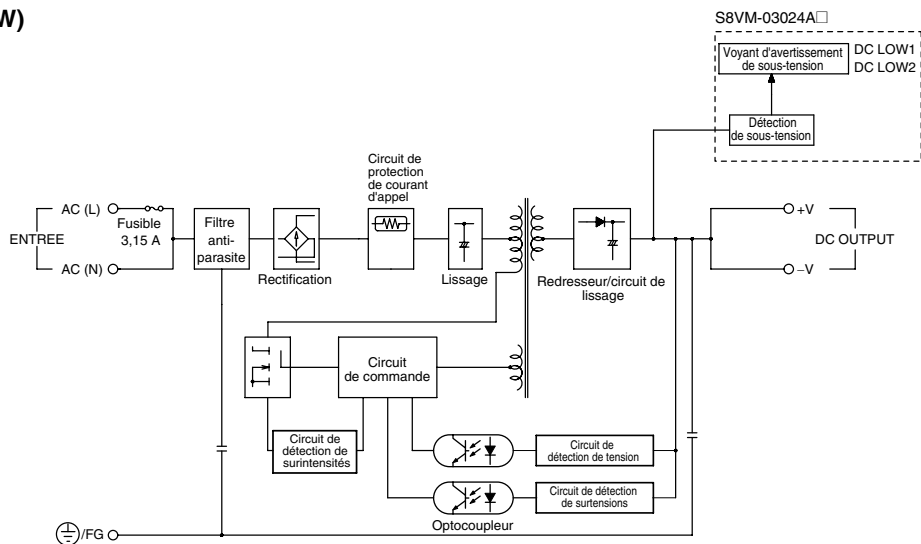 W)
S8VM-03024A□
Voyant d'avertissement
de sous-tension
DC LOW1
DC LOW2
Détection
de sous-tension
Circuit de
protection
de courant
d'appel
AC (L)
Fusible
3,15 A
ENTREE
AC (N)
Filtre
anti-
parasite
Rectification
Lissage
Redresseur/circuit de
lissage
+V
DC OUTPUT
–V
Circuit
de commande
Circuit de
détection de
surintensités
Circuit de
détection de tension
Circuit de détection
de surtensions
Optocoupleur
/FG